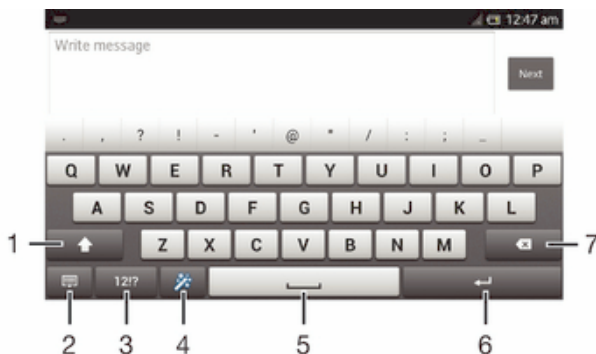 12:47 am
Write message
Next
. , ? ! - ' @ " / : ; _
Q W E R T Y U I O P
A S D F G H J K L
1 Z X C V B N M 7
12!?
2 3 4 5 6